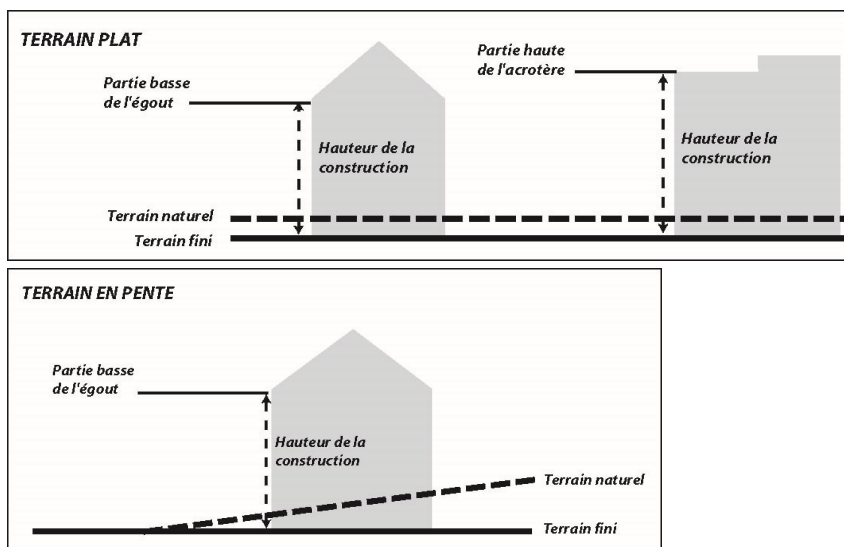 TERRAIN PLAT
Partie basse
de l'égout
Hauteur de la
construction
Partie haute
de l'acrotère
Hauteur de la
construction
Terrain naturel
Terrain fini
TERRAIN EN PENTE
Partie basse
de l'égout
Hauteur de la
construction
Terrain naturel
Terrain fini